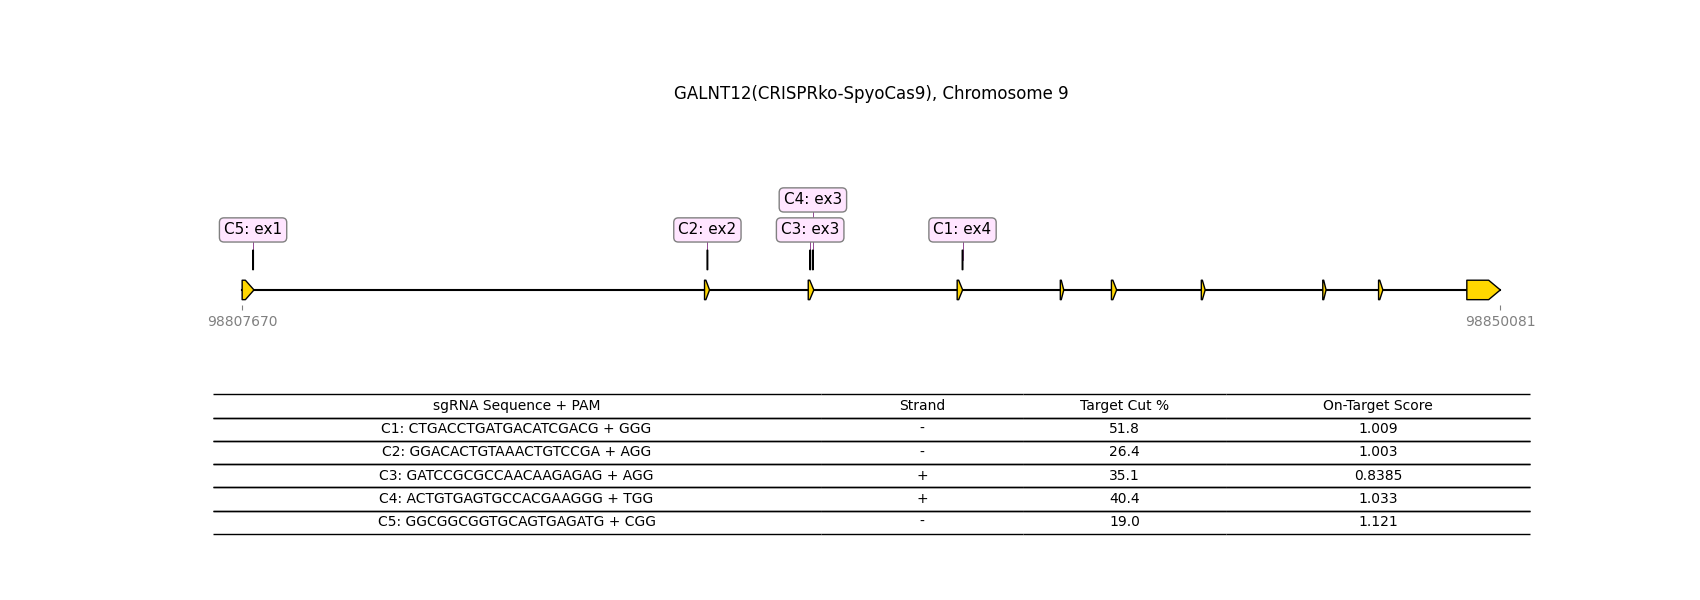 GALNT12(CRISPRko-SpyoCas9), Chromosome 9
C4: ex3
C5: ex1 C2: ex2 C3: ex3 C1: ex4
98807670 98850081
sgRNA Sequence + PAM Strand Target Cut % On-Target Score
C1: CTGACCTGATGACATCGACG + GGG - 51.8 1.009
C2: GGACACTGTAAACTGTCCGA + AGG - 26.4 1.003
C3: GATCCGCGCCAACAAGAGAG + AGG + 35.1 0.8385
C4: ACTGTGAGTGCCACGAAGGG + TGG + 40.4 1.033
C5: GGCGGCGGTGCAGTGAGATG + CGG - 19.0 1.121